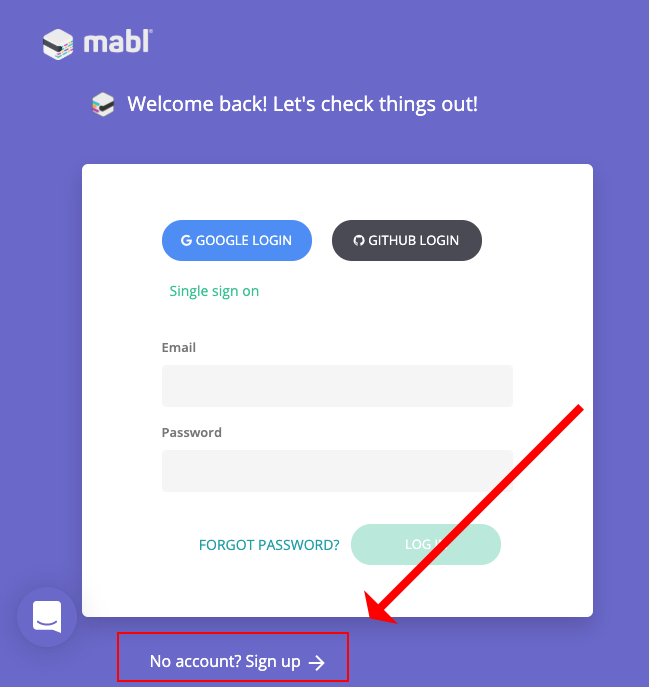 mabl
Welcome back! Let's check things out!
GOOGLE LOGIN
GITHUB LOGIN
Single sign on
Email
Password
FORGOT PASSWORD?
LOG
No account? Sign up →